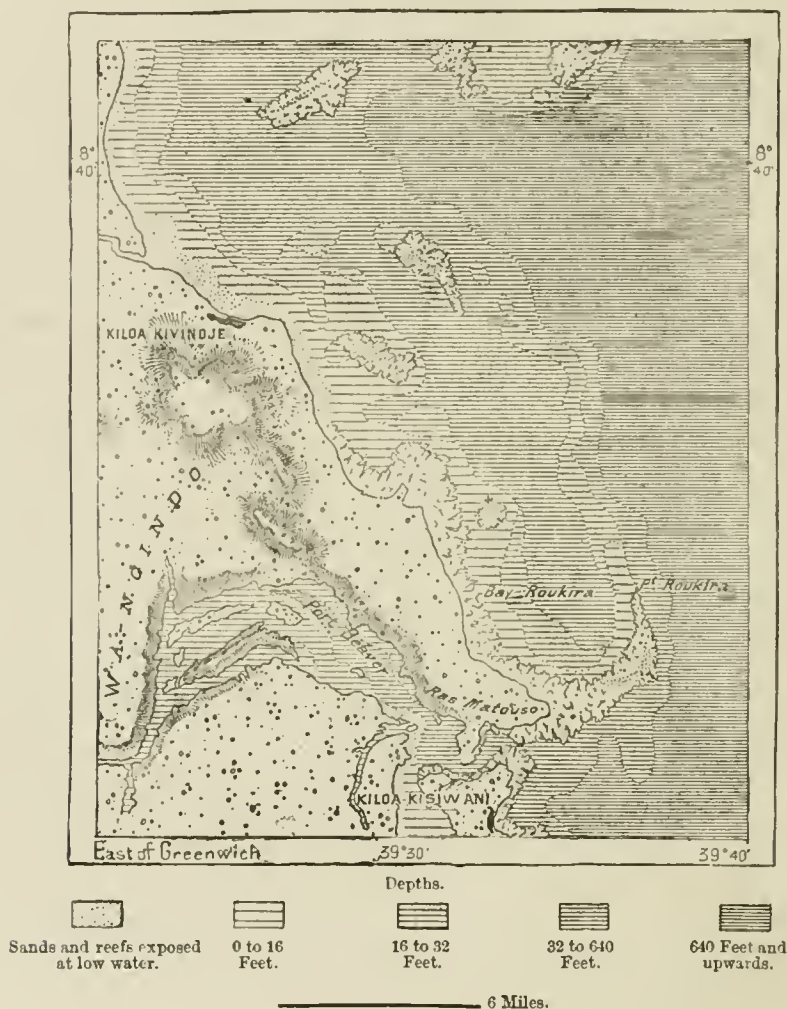 8°
40'
8°
40'
KILOA KIVINDJE
WA-NGINDO
Bay Roukira
Pt Roukira
Port Beaver
Ras Matouso
KILOA KISIWANI
East of Greenwich
39°30'
39°40'
Depths.
Sands and reefs exposed
at low water.
0 to 16
Feet.
16 to 32
Feet.
32 to 640
Feet.
640 Feet and
upwards.
6 Miles.